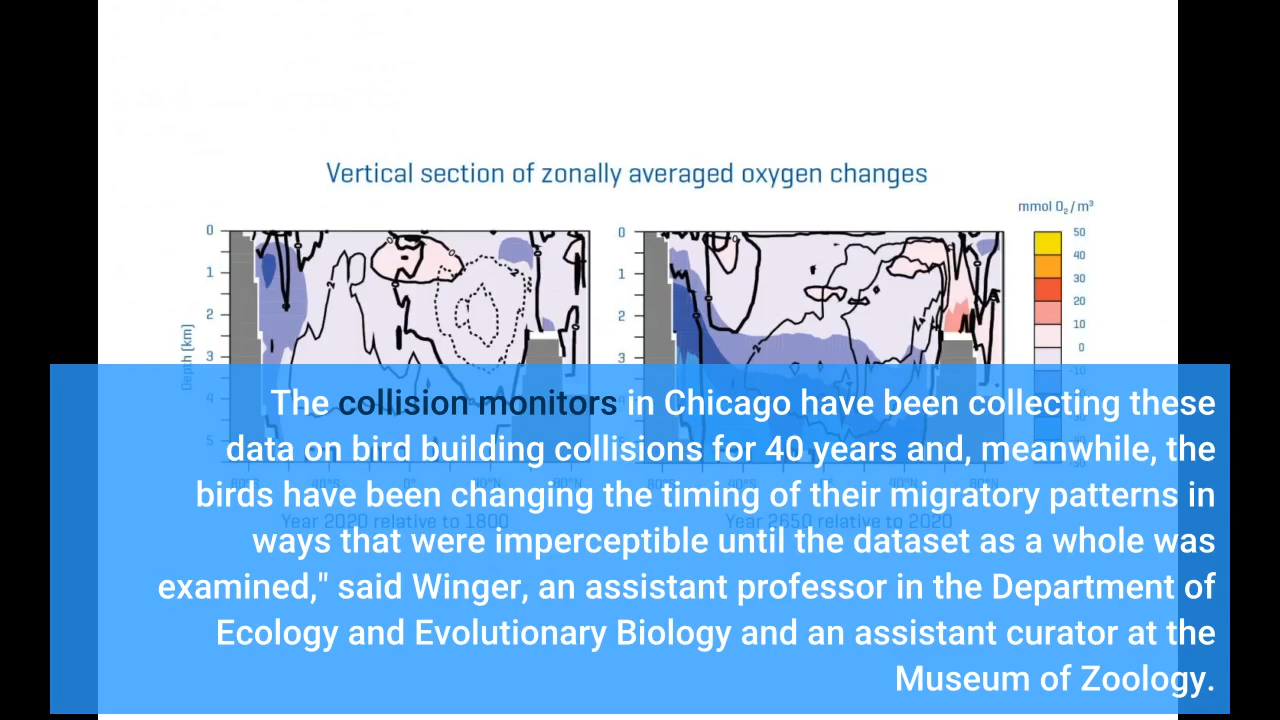 Vertical section of zonally averaged oxygen changes
mmol O₂ / m³
0
1
2
3
4
5
Depth (km)
0
1
2
3
50
40
30
20
10
0
-10
Year 2020 relative to 1800
Year 2650 relative to 2020
The collision monitors in Chicago have been collecting these
data on bird building collisions for 40 years and, meanwhile, the
birds have been changing the timing of their migratory patterns in
ways that were imperceptible until the dataset as a whole was
examined," said Winger, an assistant professor in the Department of
Ecology and Evolutionary Biology and an assistant curator at the
Museum of Zoology.